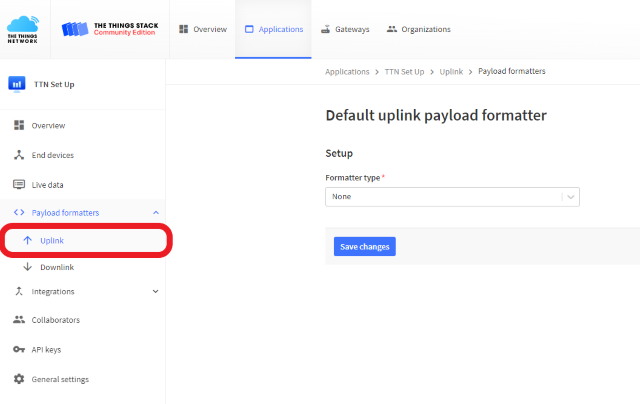 THE THINGS NETWORK
THE THINGS STACK
Community Edition
Overview
Applications
Gateways
Organizations
TTN Set Up
Overview
End devices
Live data
Payload formatters
Uplink
Downlink
Integrations
Collaborators
API keys
General settings
Applications > TTN Set Up > Uplink > Payload formatters
Default uplink payload formatter
Setup
Formatter type *
None
Save changes